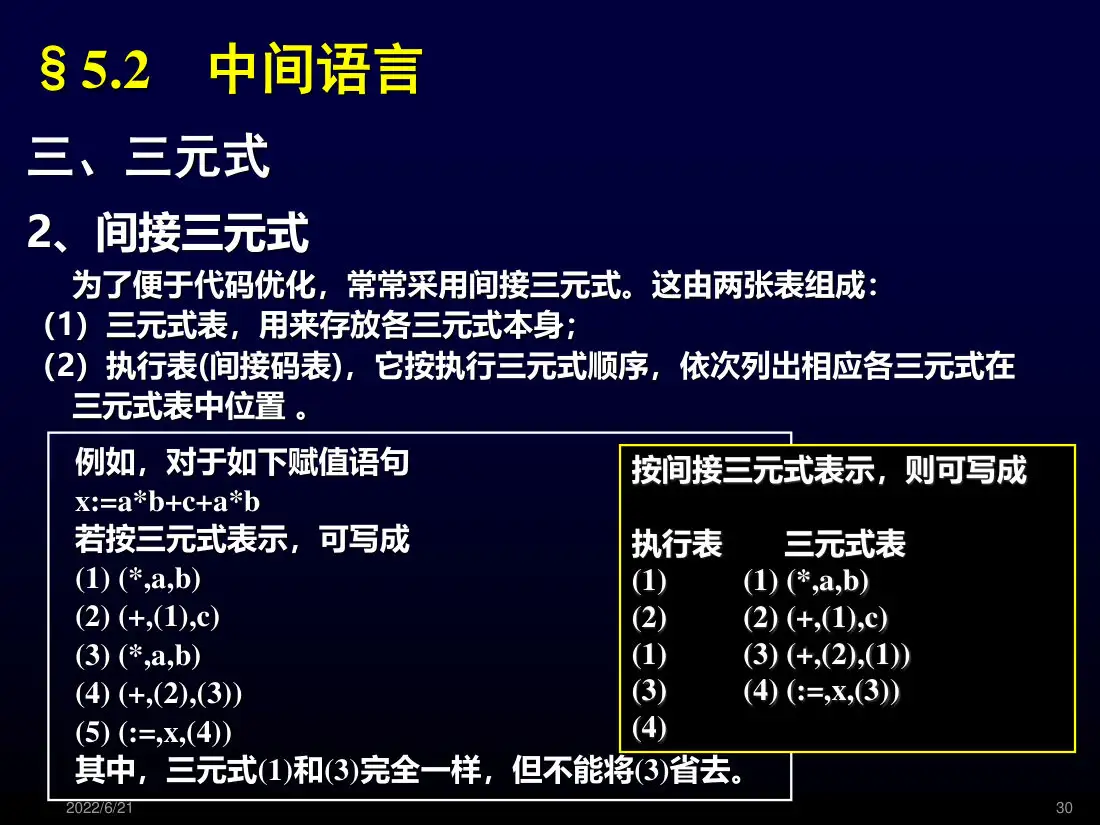 §5.2 中间语言
三、三元式
2、间接三元式
为了便于代码优化，常常采用间接三元式。这由两张表组成：
（1）三元式表，用来存放各三元式本身；
（2）执行表(间接码表)，它按执行三元式顺序，依次列出相应各三元式在
三元式表中位置 。
例如，对于如下赋值语句
x:=a*b+c+a*b
若按三元式表示，可写成
(1) (*,a,b)
(2) (+,(1),c)
(3) (*,a,b)
(4) (+,(2),(3))
(5) (:=,x,(4))
其中，三元式(1)和(3)完全一样，但不能将(3)省去。
按间接三元式表示，则可写成
执行表 三元式表
(1) (1) (*,a,b)
(2) (2) (+,(1),c)
(1) (3) (+,(2),(1))
(3) (4) (:=,x,(3))
(4)
2022/6/21
30